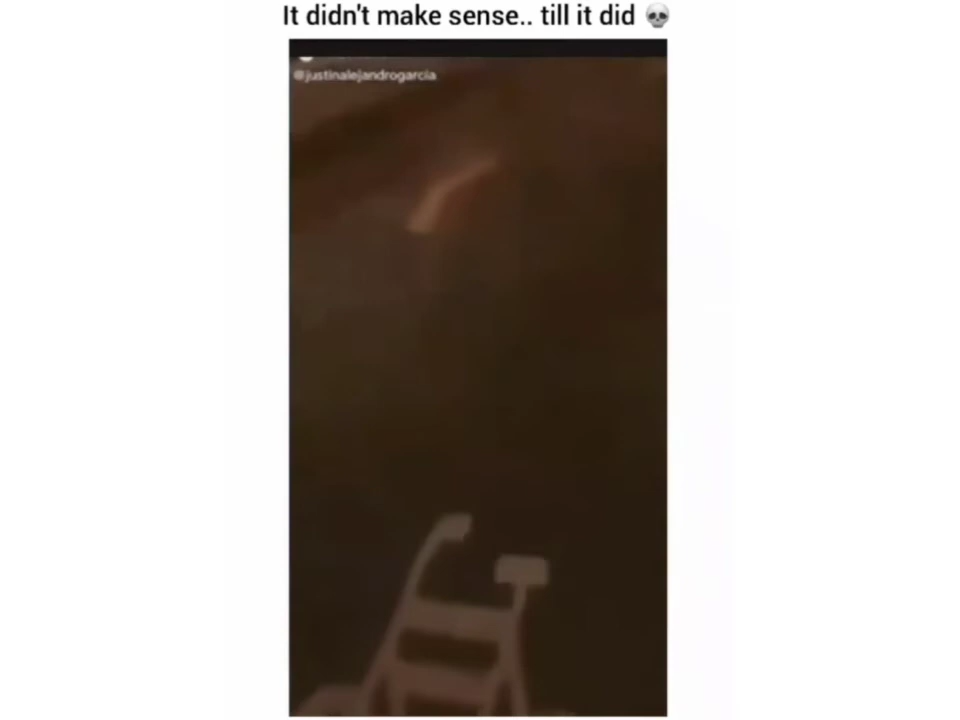 It didn't make sense.. till it did 💀
@justinalejandrogarcia